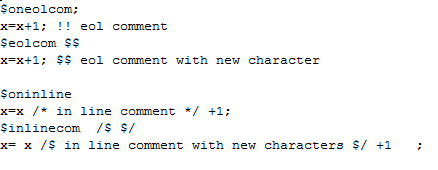 $oneolcom;
x=x+1; !! eol comment
$eolcom $$
x=x+1; $$ eol comment with new character
$oninline
x=x /* in line comment */ +1;
$inlinecom /$ $/
x= x /$ in line comment with new characters $/ +1 ;